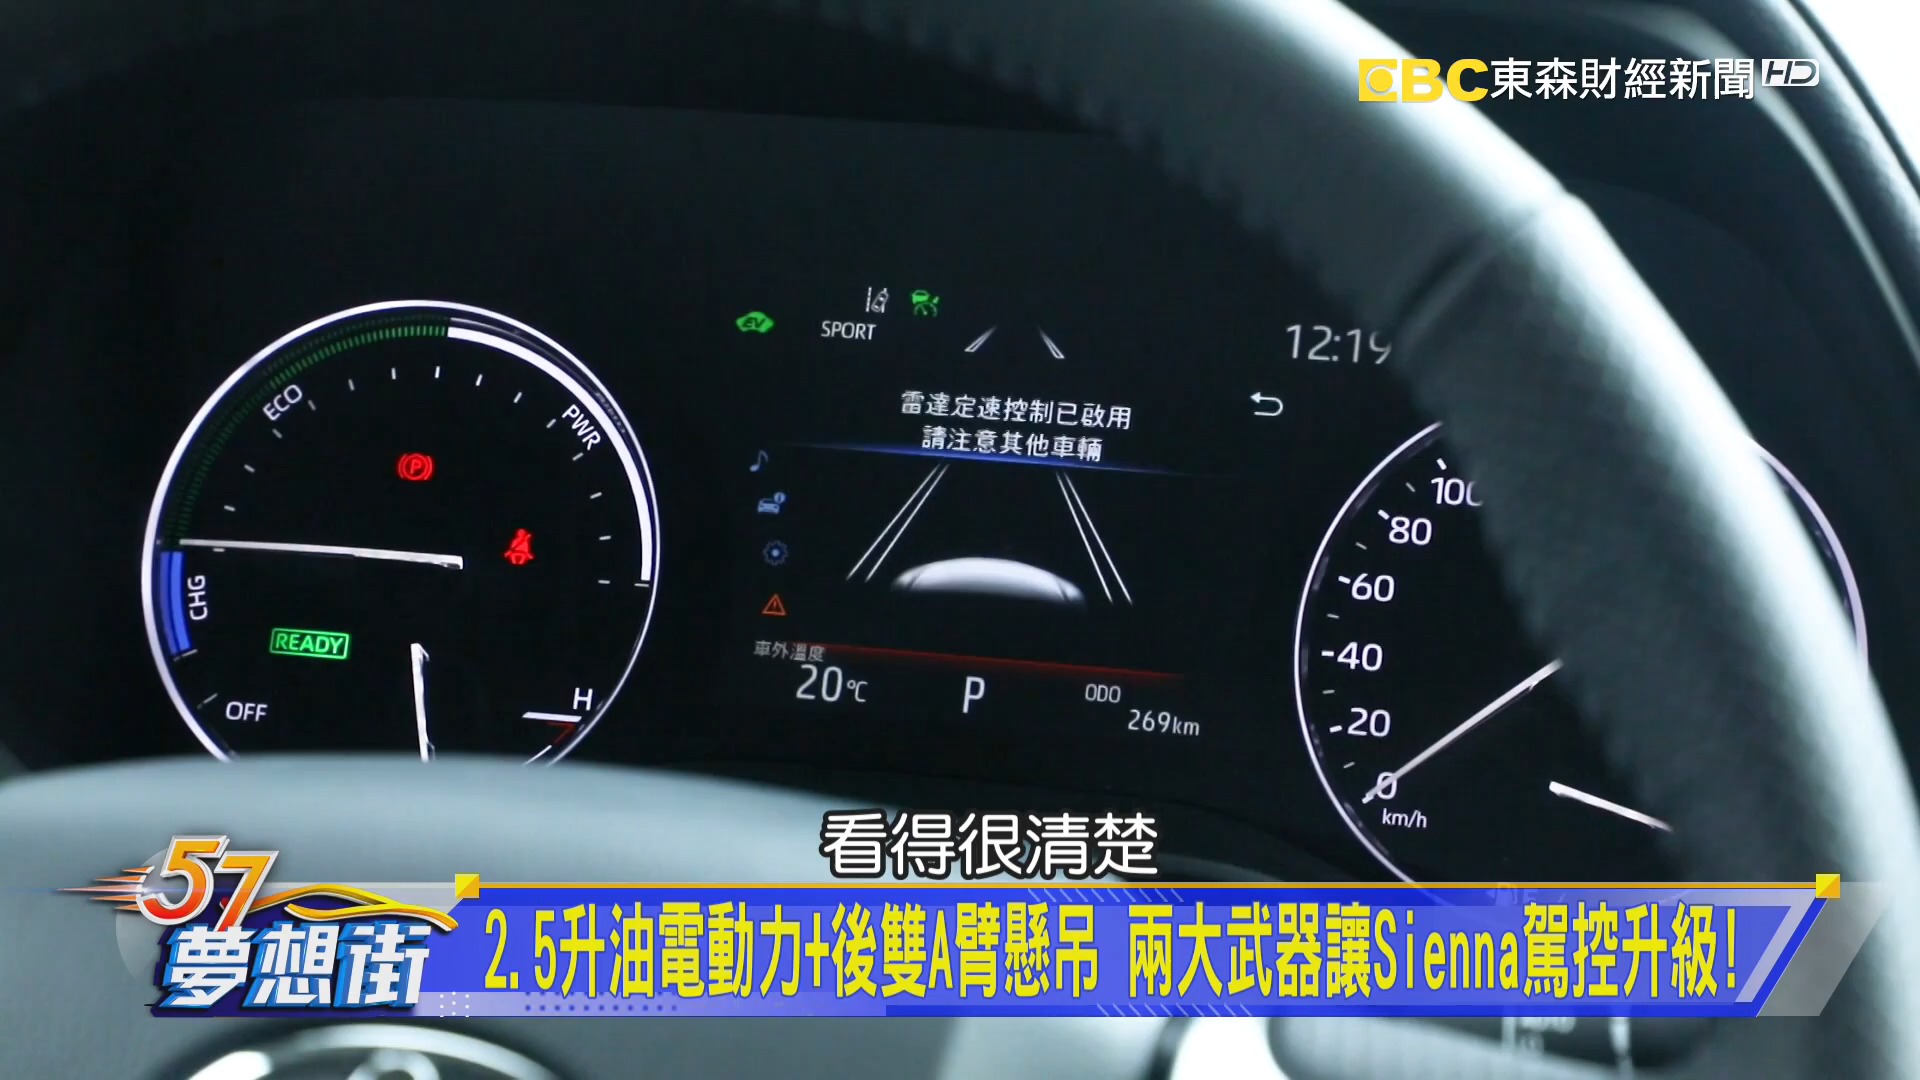 EBC東森財經新聞HD
EV
SPORT
12:19
雷達定速控制已啟用
請注意其他車輛
ECO
PWR
P
CHG
READY
OFF
H
車外溫度
20℃
P
ODO
269km
100
80
60
40
20
0
km/h
看得很清楚
57
夢想街
2.5升油電動力+後雙A臂懸吊 兩大武器讓Sienna駕控升級!